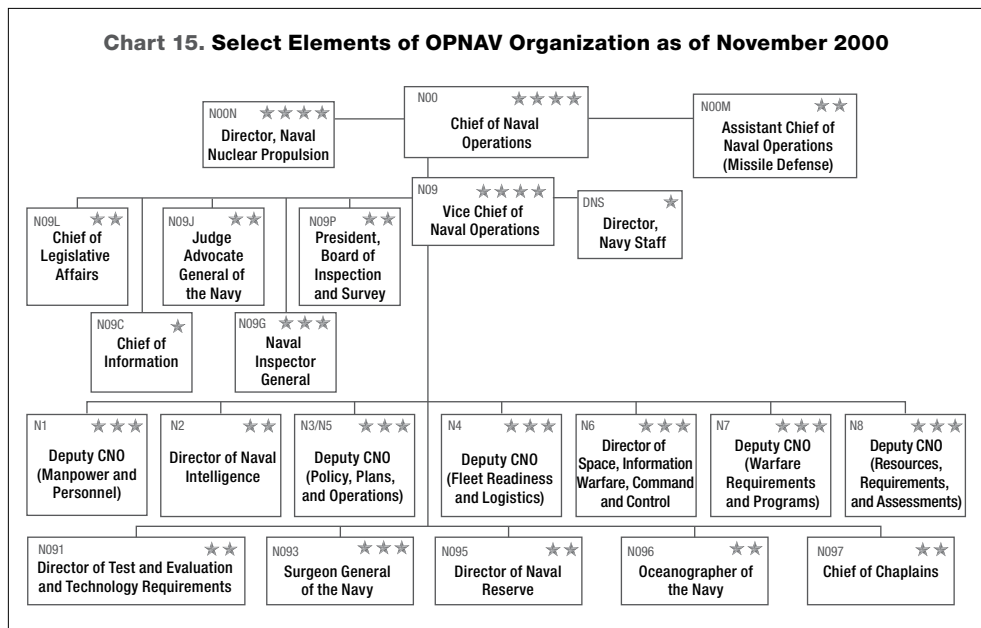 Chart 15. Select Elements of OPNAV Organization as of November 2000
N00N
Director, Naval
Nuclear Propulsion
N00
Chief of Naval
Operations
N00M
Assistant Chief of
Naval Operations
(Missile Defense)
N09
Vice Chief of
Naval Operations
DNS
Director,
Navy Staff
N09L
Chief of
Legislative
Affairs
N09J
Judge
Advocate
General of
the Navy
N09P
President,
Board of
Inspection
and Survey
N09C
Chief of
Information
N09G
Naval
Inspector
General
N1
Deputy CNO
(Manpower and
Personnel)
N2
Director of Naval
Intelligence
N3/N5
Deputy CNO
(Policy, Plans,
and Operations)
N4
Deputy CNO
(Fleet Readiness
and Logistics)
N6
Director of
Space, Information
Warfare, Command
and Control
N7
Deputy CNO
(Warfare
Requirements
and Programs)
N8
Deputy CNO
(Resources,
Requirements,
and Assessments)
N091
Director of Test and Evaluation
and Technology Requirements
N093
Surgeon General
of the Navy
N095
Director of Naval
Reserve
N096
Oceanographer of
the Navy
N097
Chief of Chaplains